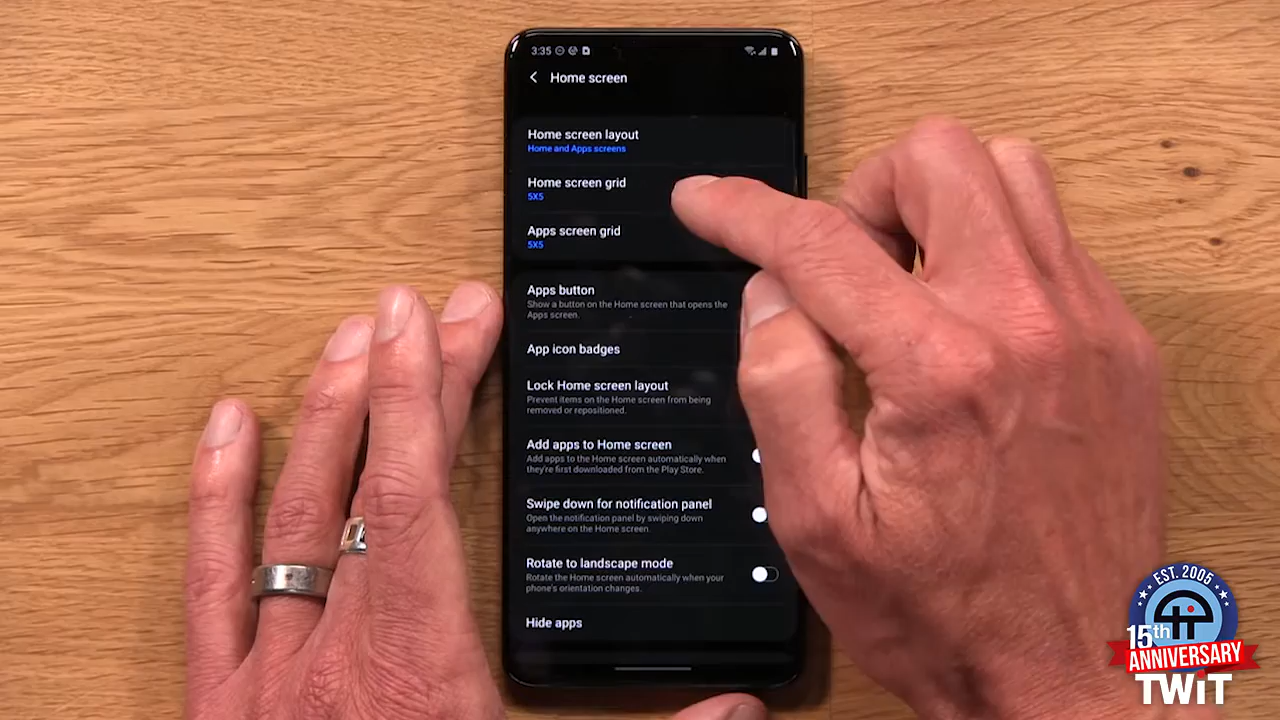 3:35
Home screen
Home screen layout
Home and Apps screens
Home screen grid
5X5
Apps screen grid
5X5
Apps button
Show a button on the Home screen that opens the
Apps screen.
App icon badges
Lock Home screen layout
Prevent items on the Home screen from being
removed or repositioned.
Add apps to Home screen
Add apps to the Home screen automatically when
they're first downloaded from the Play Store.
Swipe down for notification panel
Open the notification panel by swiping down
anywhere on the Home screen.
Rotate to landscape mode
Rotate the Home screen automatically when your
phone's orientation changes.
Hide apps
EST. 2005
15th
ANNIVERSARY
TWiT